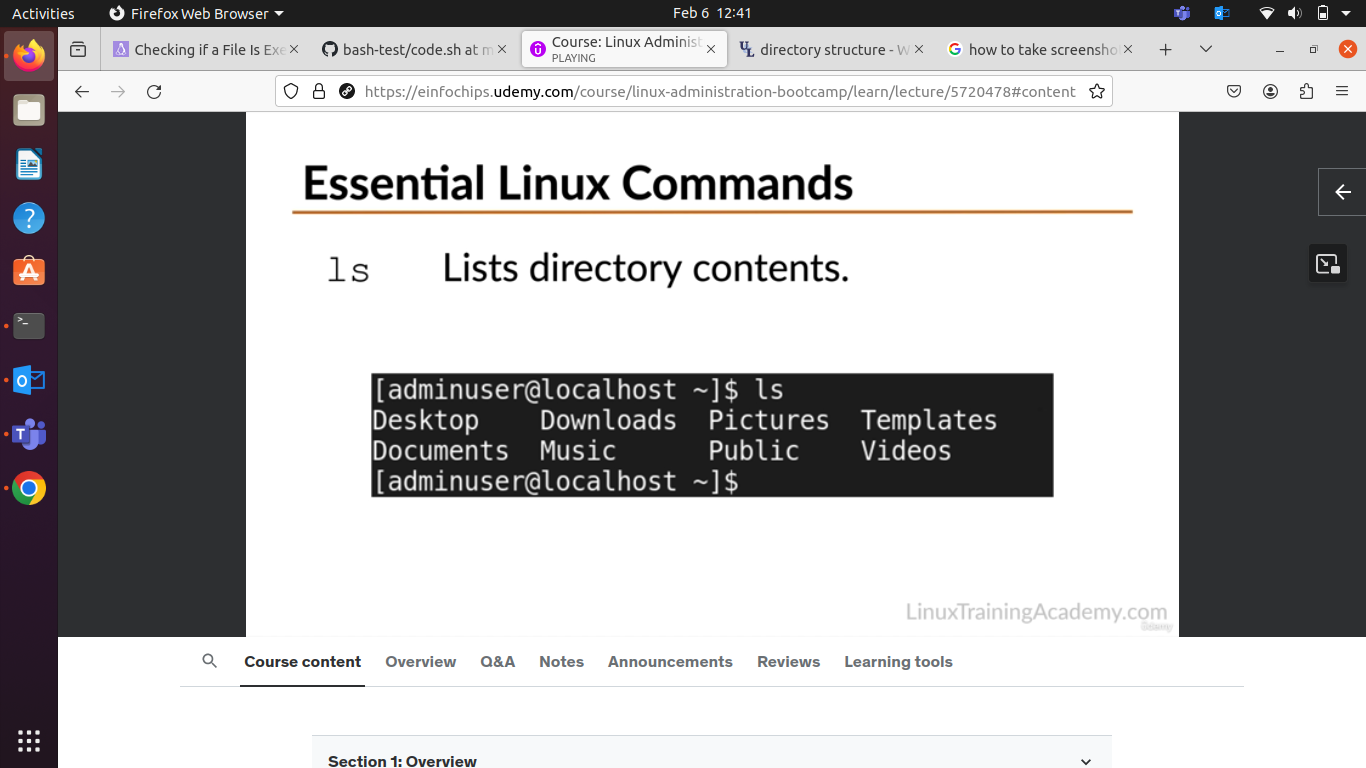 Activities Firefox Web Browser Feb 6 12:41
Checking if a File Is Exe bash-test/code.sh at m Course: Linux Administ directory structure - W how to take screensho
PLAYING
https://einfochips.udemy.com/course/linux-administration-bootcamp/learn/lecture/5720478#content
Essential Linux Commands
ls Lists directory contents.
[adminuser@localhost ~]$ ls
Desktop Downloads Pictures Templates
Documents Music Public Videos
[adminuser@localhost ~]$
LinuxTrainingAcademy.com
Udemy
Course content Overview Q&A Notes Announcements Reviews Learning tools
Section 1: Overview